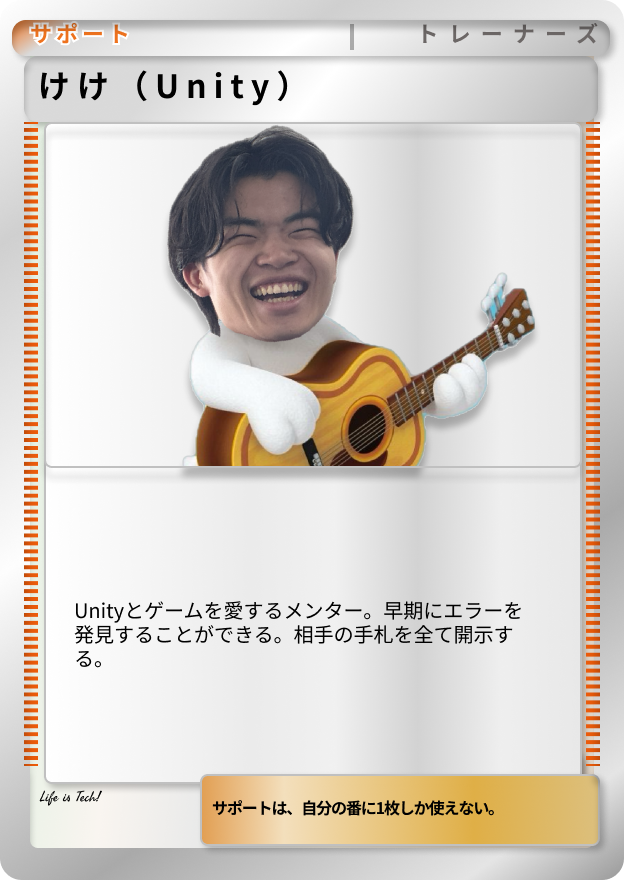 サポート
トレーナーズ
けけ（Unity）
Unityとゲームを愛するメンター。早期にエラーを
発見することができる。相手の手札を全て開示す
る。
Life is Tech!
サポートは、自分の番に1枚しか使えない。